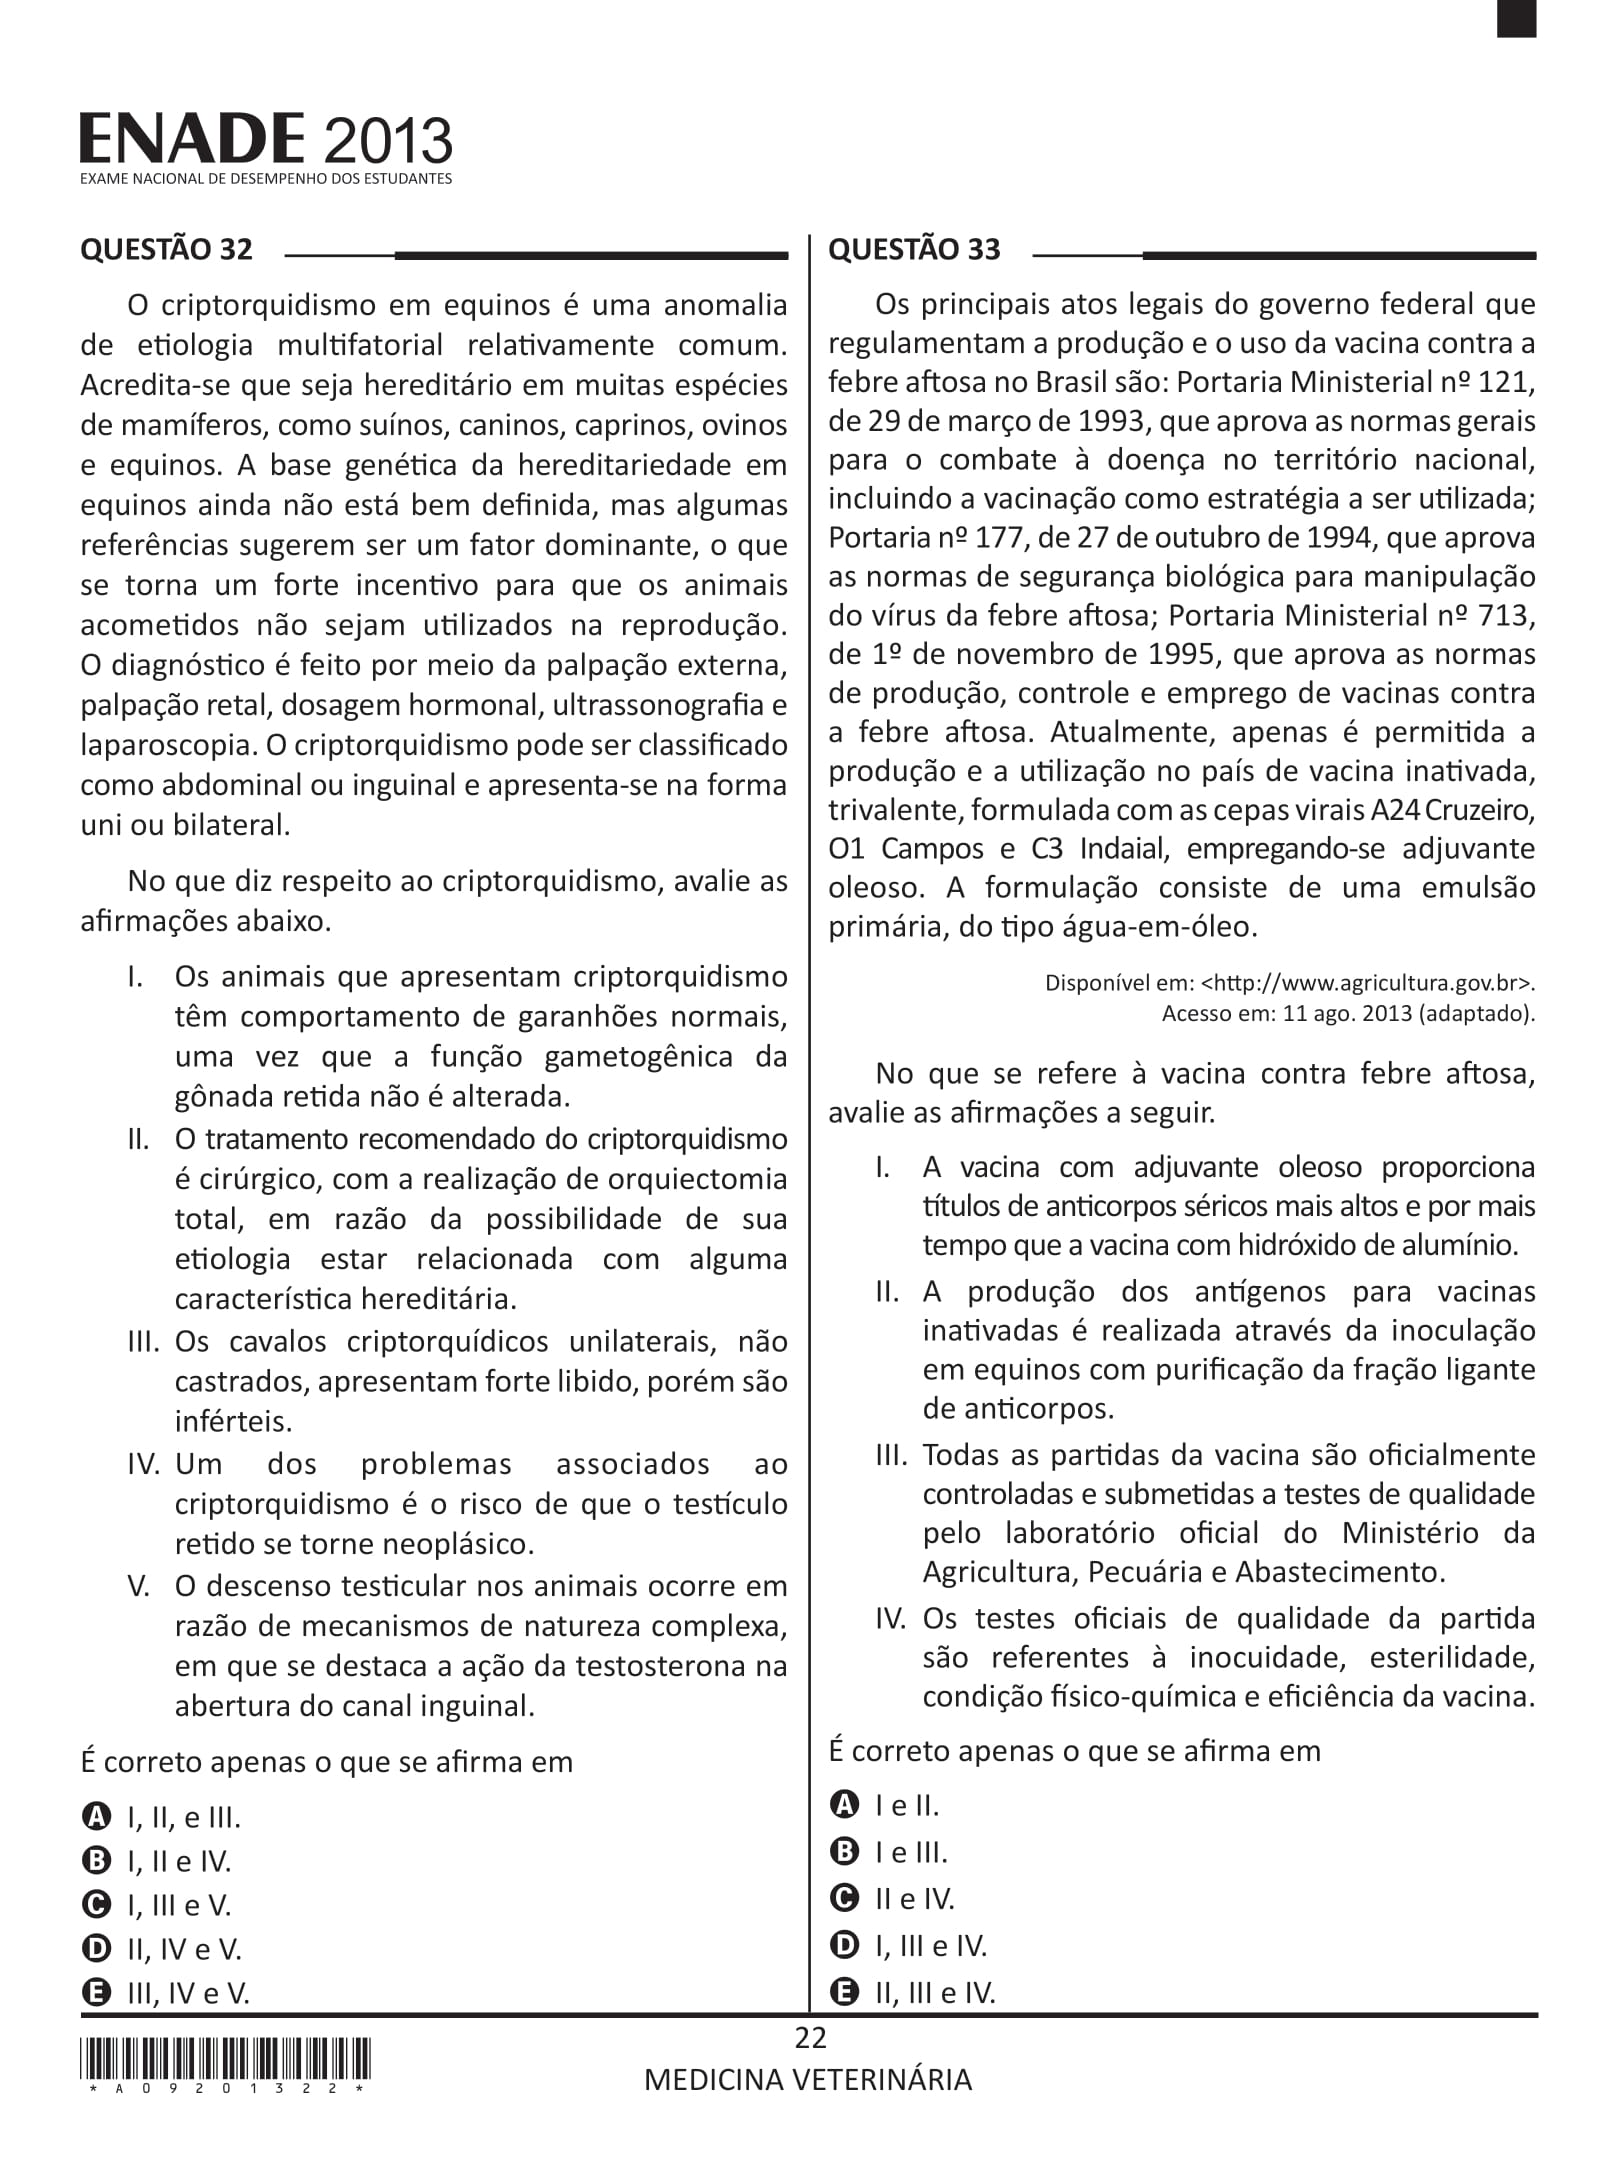 ENADE 2013
EXAME NACIONAL DE DESEMPENHO DOS ESTUDANTES
QUESTÃO 32
O criptorquidismo em equinos é uma anomalia
de etiologia multifatorial relativamente comum.
Acredita-se que seja hereditário em muitas espécies
de mamíferos, como suínos, caninos, caprinos, ovinos
e equinos. A base genética da hereditariedade em
equinos ainda não está bem definida, mas algumas
referências sugerem ser um fator dominante, o que
se torna um forte incentivo para que os animais
acometidos não sejam utilizados na reprodução.
O diagnóstico é feito por meio da palpação externa,
palpação retal, dosagem hormonal, ultrassonografia e
laparoscopia. O criptorquidismo pode ser classificado
como abdominal ou inguinal e apresenta-se na forma
uni ou bilateral.
No que diz respeito ao criptorquidismo, avalie as
afirmações abaixo.
I. Os animais que apresentam criptorquidismo
têm comportamento de garanhões normais,
uma vez que a função gametogênica da
gônada retida não é alterada.
II. O tratamento recomendado do criptorquidismo
é cirúrgico, com a realização de orquiectomia
total, em razão da possibilidade de sua
etiologia estar relacionada com alguma
característica hereditária.
III. Os cavalos criptorquídicos unilaterais, não
castrados, apresentam forte libido, porém são
inférteis.
IV. Um dos problemas associados ao
criptorquidismo é o risco de que o testículo
retido se torne neoplásico.
V. O descenso testicular nos animais ocorre em
razão de mecanismos de natureza complexa,
em que se destaca a ação da testosterona na
abertura do canal inguinal.
É correto apenas o que se afirma em
A I, II, e III.
B I, II e IV.
C I, III e V.
D II, IV e V.
E III, IV e V.
QUESTÃO 33
Os principais atos legais do governo federal que
regulamentam a produção e o uso da vacina contra a
febre aftosa no Brasil são: Portaria Ministerial nº 121,
de 29 de março de 1993, que aprova as normas gerais
para o combate à doença no território nacional,
incluindo a vacinação como estratégia a ser utilizada;
Portaria nº 177, de 27 de outubro de 1994, que aprova
as normas de segurança biológica para manipulação
do vírus da febre aftosa; Portaria Ministerial nº 713,
de 1º de novembro de 1995, que aprova as normas
de produção, controle e emprego de vacinas contra
a febre aftosa. Atualmente, apenas é permitida a
produção e a utilização no país de vacina inativada,
trivalente, formulada com as cepas virais A24 Cruzeiro,
O1 Campos e C3 Indaial, empregando-se adjuvante
oleoso. A formulação consiste de uma emulsão
primária, do tipo água-em-óleo.
Disponível em: <http://www.agricultura.gov.br>.
Acesso em: 11 ago. 2013 (adaptado).
No que se refere à vacina contra febre aftosa,
avalie as afirmações a seguir.
I. A vacina com adjuvante oleoso proporciona
títulos de anticorpos séricos mais altos e por mais
tempo que a vacina com hidróxido de alumínio.
II. A produção dos antígenos para vacinas
inativadas é realizada através da inoculação
em equinos com purificação da fração ligante
de anticorpos.
III. Todas as partidas da vacina são oficialmente
controladas e submetidas a testes de qualidade
pelo laboratório oficial do Ministério da
Agricultura, Pecuária e Abastecimento.
IV. Os testes oficiais de qualidade da partida
são referentes à inocuidade, esterilidade,
condição físico-química e eficiência da vacina.
É correto apenas o que se afirma em
A I e II.
B I e III.
C II e IV.
D I, III e IV.
E II, III e IV.
* A 0 9 2 0 1 3 2 2 *
22
MEDICINA VETERINÁRIA